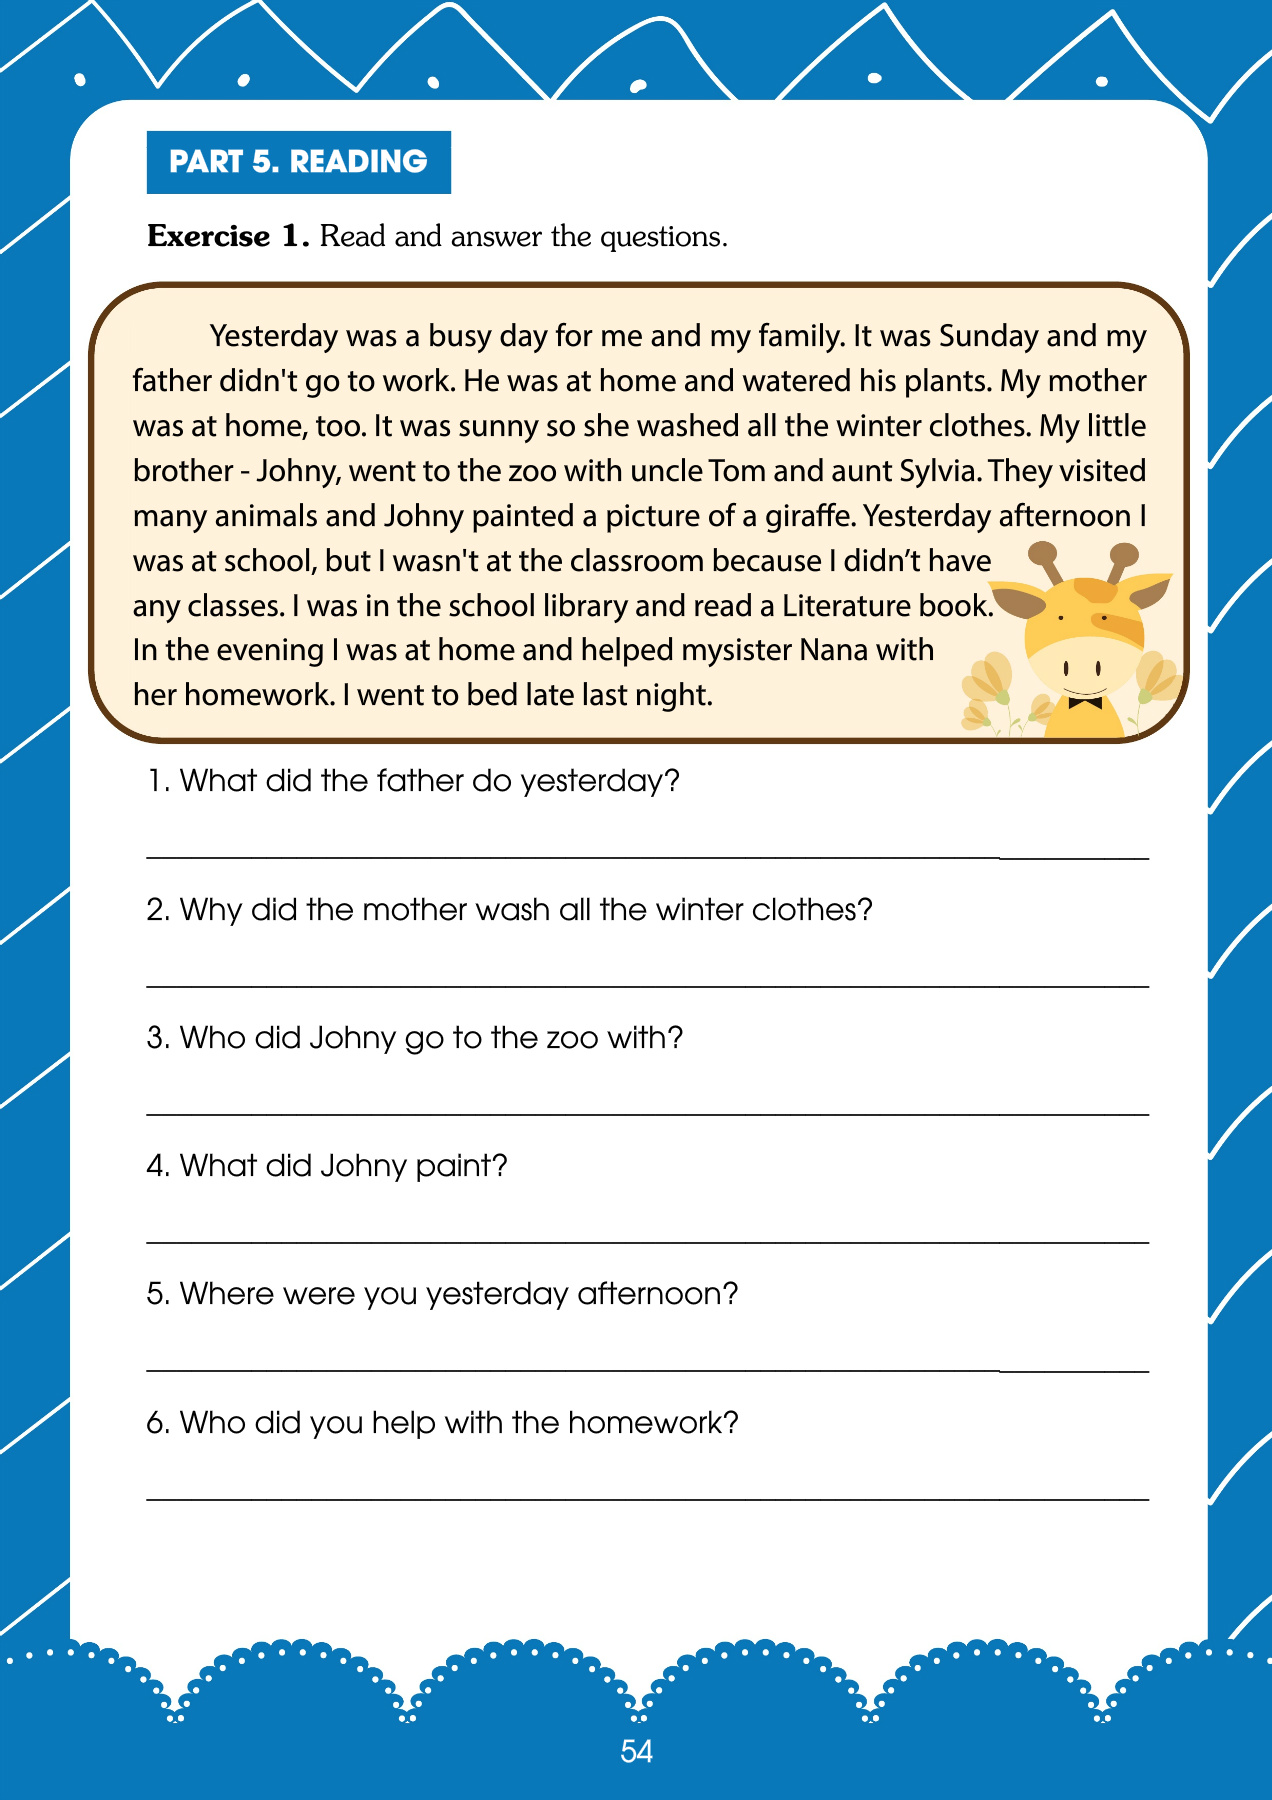 PART 5. READING
Exercise 1. Read and answer the questions.
Yesterday was a busy day for me and my family. It was Sunday and my
father didn't go to work. He was at home and watered his plants. My mother
was at home, too. It was sunny so she washed all the winter clothes. My little
brother - Johny, went to the zoo with uncle Tom and aunt Sylvia. They visited
many animals and Johny painted a picture of a giraffe. Yesterday afternoon I
was at school, but I wasn't at the classroom because I didn’t have
any classes. I was in the school library and read a Literature book.
In the evening I was at home and helped mysister Nana with
her homework. I went to bed late last night.
1. What did the father do yesterday?
2. Why did the mother wash all the winter clothes?
3. Who did Johny go to the zoo with?
4. What did Johny paint?
5. Where were you yesterday afternoon?
6. Who did you help with the homework?
54